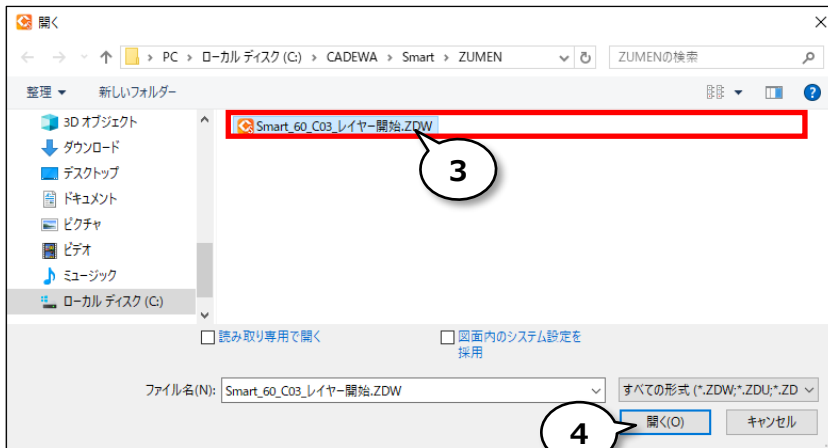 開く
PC › ローカル ディスク (C:) › CADEWA › Smart › ZUMEN
ZUMENの検索
整理
新しいフォルダー
3D オブジェクト
Smart_60_C03_レイヤー開始.ZDW
ダウンロード
3
デスクトップ
ドキュメント
ピクチャ
ビデオ
ミュージック
ローカル ディスク (C:)
読み取り専用で開く
図面内のシステム設定を
採用
ファイル名(N):
Smart_60_C03_レイヤー開始.ZDW
すべての形式 (*.ZDW;*.ZDU;*.ZD
4
開く(O)
キャンセル